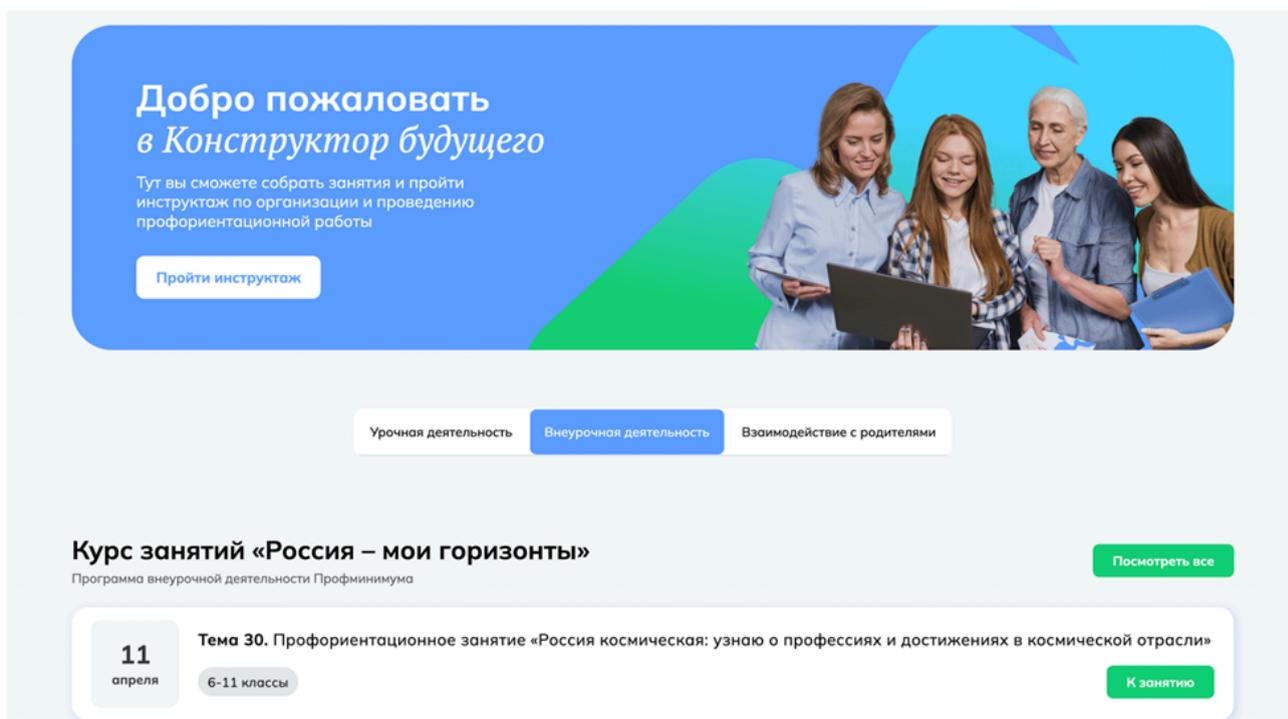 Добро пожаловать
в Конструктор будущего
Тут вы сможете собрать занятия и пройти
инструктаж по организации и проведению
профориентационной работы
Пройти инструктаж
Урочная деятельность
Внеурочная деятельность
Взаимодействие с родителями
Курс занятий «Россия – мои горизонты»
Программа внеурочной деятельности Профминимума
Посмотреть все
11
апреля
Тема 30. Профориентационное занятие «Россия космическая: узнаю о профессиях и достижениях в космической отрасли»
6-11 классы
К занятию